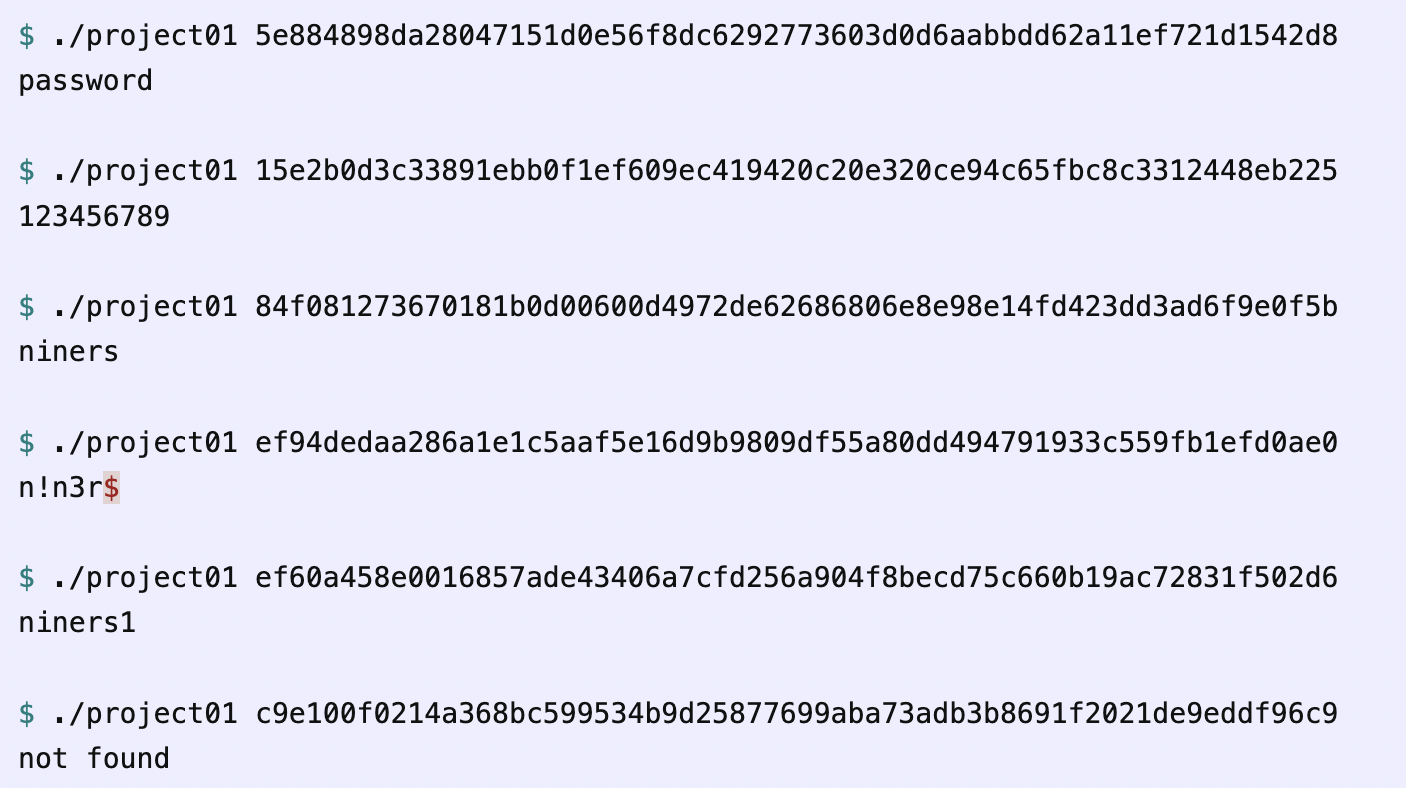 $ ./project01 5e884898da28047151d0e56f8dc6292773603d0d6aabbdd62a11ef721d1542d8
password
$ ./project01 15e2b0d3c33891ebb0f1ef609ec419420c20e320ce94c65fbc8c3312448eb225
123456789
$ ./project01 84f081273670181b0d00600d4972de62686806e8e98e14fd423dd3ad6f9e0f5b
niners
$ ./project01 ef94dedaa286a1e1c5aaf5e16d9b9809df55a80dd494791933c559fb1efd0ae0
n!n3r$
$ ./project01 ef60a458e0016857ade43406a7cfd256a904f8becd75c660b19ac72831f502d6
niners1
$ ./project01 c9e100f0214a368bc599534b9d25877699aba73adb3b8691f2021de9eddf96c9
not found